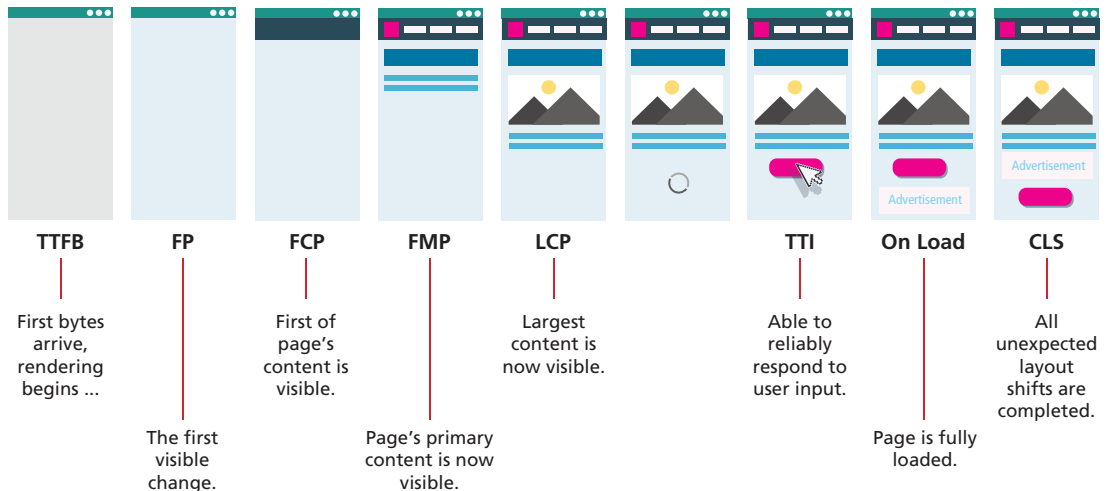 Advertisement
Advertisement
TTFB
FP
FCP
FMP
LCP
TTI
On Load
CLS
First bytes
arrive,
rendering
begins ...
The first
visible
change.
First of
page's
content is
visible.
Page's primary
content is now
visible.
Largest
content is
now visible.
Able to
reliably
respond to
user input.
Page is fully
loaded.
All
unexpected
layout
shifts are
completed.